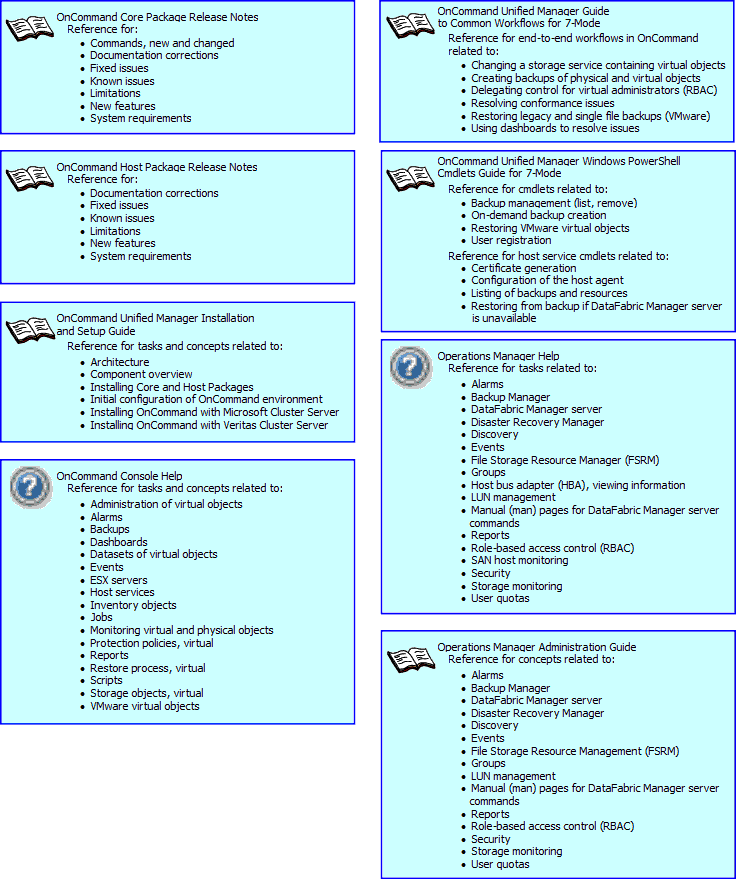 OnCommand Core Package Release Notes
Reference for:
• Commands, new and changed
• Documentation corrections
• Fixed issues
• Known issues
• Limitations
• New features
• System requirements
OnCommand Host Package Release Notes
Reference for:
• Documentation corrections
• Fixed issues
• Known issues
• Limitations
• New features
• System requirements
OnCommand Unified Manager Installation
and Setup Guide
Reference for tasks and concepts related to:
• Architecture
• Component overview
• Installing Core and Host Packages
• Initial configuration of OnCommand environment
• Installing OnCommand with Microsoft Cluster Server
• Installing OnCommand with Veritas Cluster Server
OnCommand Console Help
Reference for tasks and concepts related to:
• Administration of virtual objects
• Alarms
• Backups
• Dashboards
• Datasets of virtual objects
• Events
• ESX servers
• Host services
• Inventory objects
• Jobs
• Monitoring virtual and physical objects
• Protection policies, virtual
• Reports
• Restore process, virtual
• Scripts
• Storage objects, virtual
• VMware virtual objects
OnCommand Unified Manager Guide
to Common Workflows for 7-Mode
Reference for end-to-end workflows in OnCommand
related to:
• Changing a storage service containing virtual objects
• Creating backups of physical and virtual objects
• Delegating control for virtual administrators (RBAC)
• Resolving conformance issues
• Restoring legacy and single file backups (VMware)
• Using dashboards to resolve issues
OnCommand Unified Manager Windows PowerShell
Cmdlets Guide for 7-Mode
Reference for cmdlets related to:
• Backup management (list, remove)
• On-demand backup creation
• Restoring VMware virtual objects
• User registration
Reference for host service cmdlets related to:
• Certificate generation
• Configuration of the host agent
• Listing of backups and resources
• Restoring from backup if DataFabric Manager server
is unavailable
Operations Manager Help
Reference for tasks related to:
• Alarms
• Backup Manager
• DataFabric Manager server
• Disaster Recovery Manager
• Discovery
• Events
• File Storage Resource Manager (FSRM)
• Groups
• Host bus adapter (HBA), viewing information
• LUN management
• Manual (man) pages for DataFabric Manager server
commands
• Reports
• Role-based access control (RBAC)
• SAN host monitoring
• Security
• Storage monitoring
• User quotas
Operations Manager Administration Guide
Reference for concepts related to:
• Alarms
• Backup Manager
• DataFabric Manager server
• Disaster Recovery Manager
• Discovery
• Events
• File Storage Resource Management (FSRM)
• Groups
• LUN management
• Manual (man) pages for DataFabric Manager server
commands
• Reports
• Role-based access control (RBAC)
• Security
• Storage monitoring
• User quotas